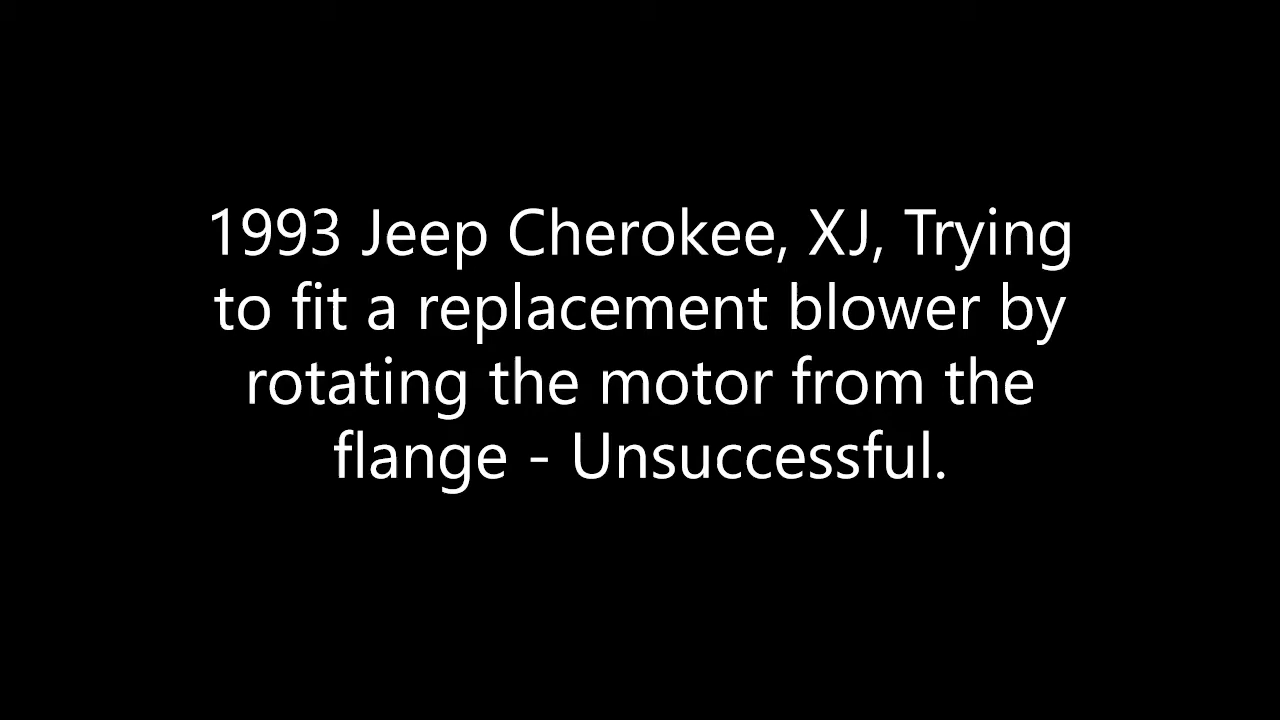 1993 Jeep Cherokee, XJ, Trying
to fit a replacement blower by
rotating the motor from the
flange - Unsuccessful.